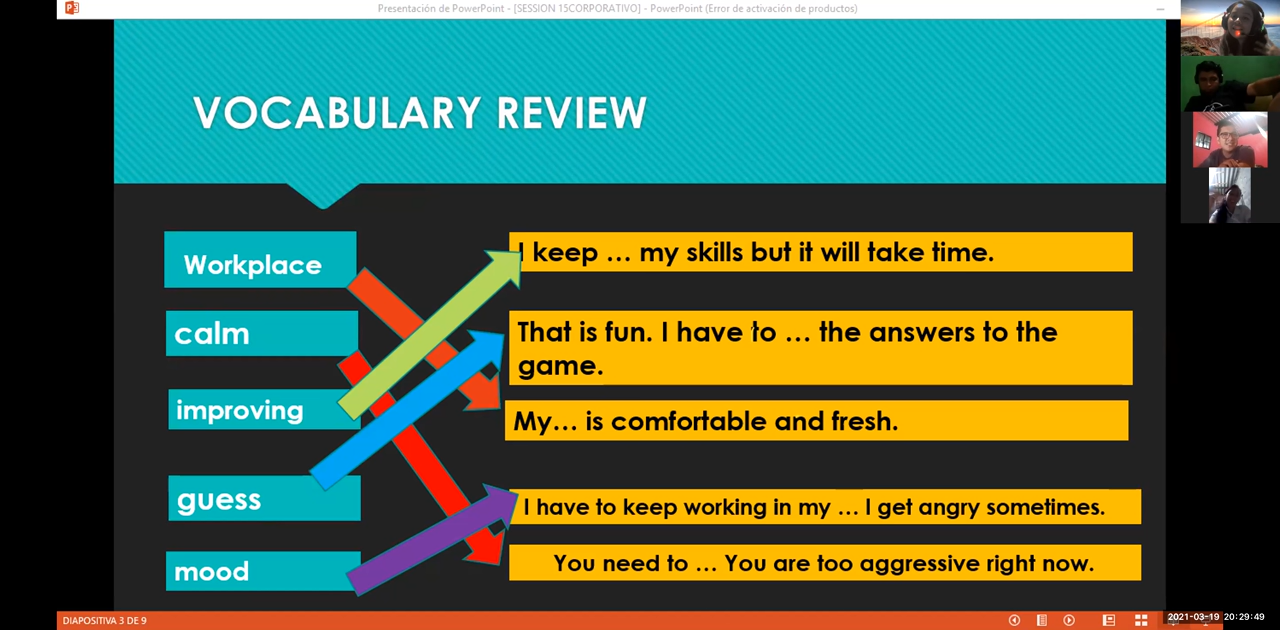 Presentación de PowerPoint - [SESSION 15CORPORATIVO] - PowerPoint (Error de activación de productos)
VOCABULARY REVIEW
Workplace
calm
improving
guess
mood
I keep … my skills but it will take time.
That is fun. I have to … the answers to the
game.
My… is comfortable and fresh.
I have to keep working in my … I get angry sometimes.
You need to … You are too aggressive right now.
DIAPOSITIVA 3 DE 9
2021-03-19 20:29:49